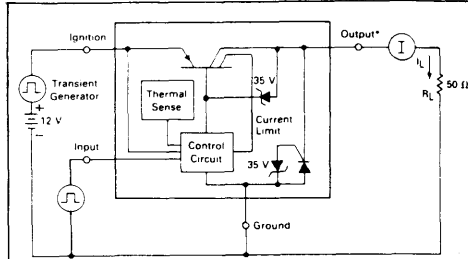 Ignition
Output*
I
I_L
Transient
Generator
+
12 V
−
Thermal
Sense
35 V
Current
Limit
R_L
50 Ω
Input
Control
Circuit
35 V
Ground